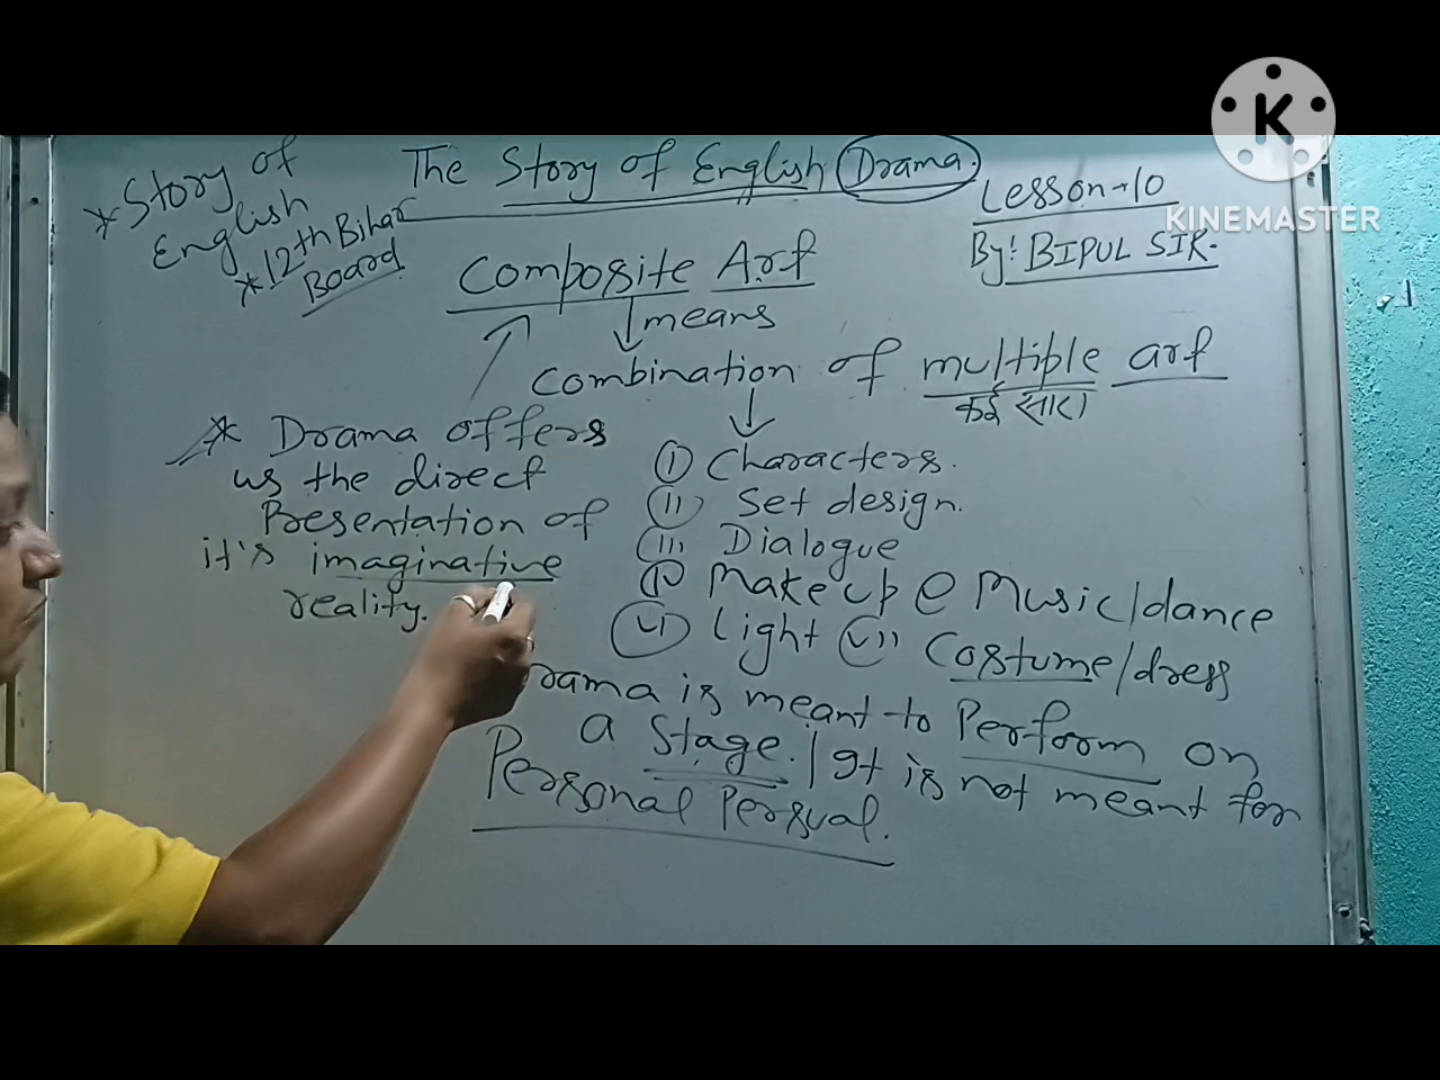 The Story of English Drama.
* Story of
English
* 12th Bihar
Board
Lesson-10
By: BIPUL SIR.
KINEMASTER
Composite Art
means
combination of multiple art
कई सारा
* Drama offers
us the direct
Presentation of
it's imaginative
reality.
i Characters.
ii Set design.
iii Dialogue
iv Makeup @ Music/dance
vi Light vii Costume/dress
rama is meant to Perform on
a Stage. | It is not meant for
Personal Persual.